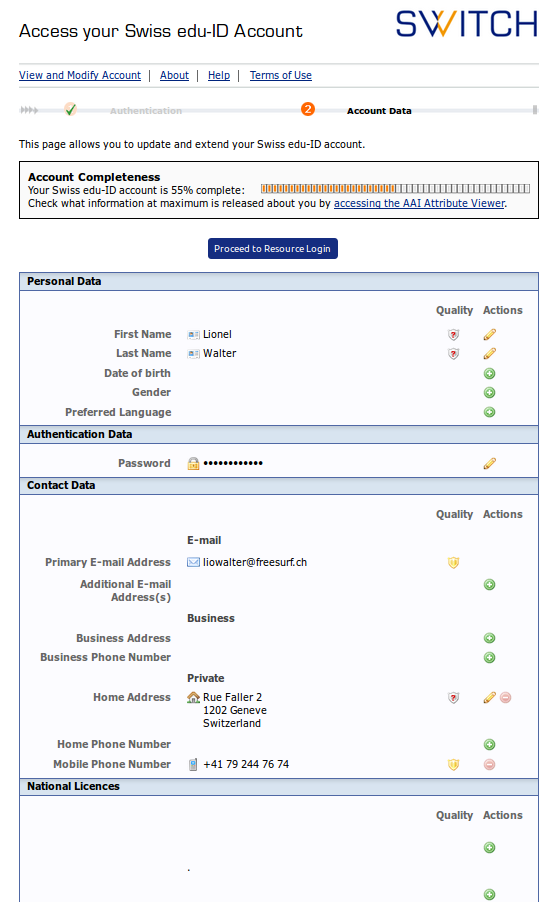 Access your Swiss edu-ID Account
SWITCH
View and Modify Account | About | Help | Terms of Use
Authentication
2 Account Data
This page allows you to update and extend your Swiss edu-ID account.
Account Completeness
Your Swiss edu-ID account is 55% complete:
Check what information at maximum is released about you by accessing the AAI Attribute Viewer.
Proceed to Resource Login
Personal Data
Quality Actions
First Name Lionel
Last Name Walter
Date of birth
Gender
Preferred Language
Authentication Data
Password ••••••••••••
Contact Data
Quality Actions
E-mail
Primary E-mail Address liowalter@freesurf.ch
Additional E-mail
Address(s)
Business
Business Address
Business Phone Number
Private
Home Address Rue Faller 2
1202 Geneve
Switzerland
Home Phone Number
Mobile Phone Number +41 79 244 76 74
National Licences
Quality Actions